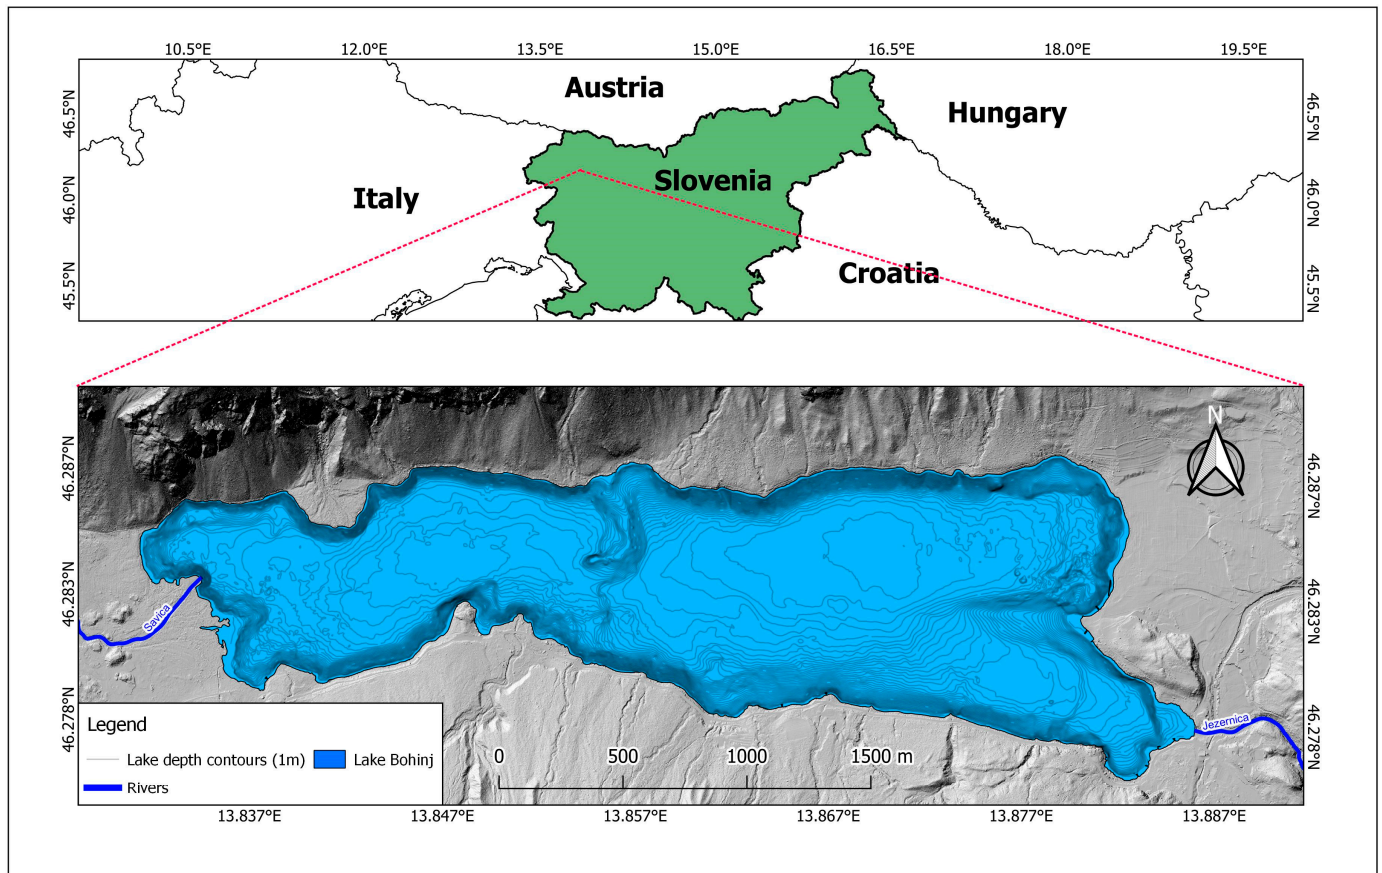 10.5°E 12.0°E 13.5°E 15.0°E 16.5°E 18.0°E 19.5°E
46.5°N
46.0°N
45.5°N
Austria
Hungary
Slovenia
Italy
Croatia
46.5°N
46.0°N
45.5°N
46.287°N
46.283°N
46.278°N
N
Savica
Jezernica
46.287°N
46.283°N
46.278°N
Legend
Lake depth contours (1m)
Lake Bohinj
Rivers
0 500 1000 1500 m
13.837°E 13.847°E 13.857°E 13.867°E 13.877°E 13.887°E